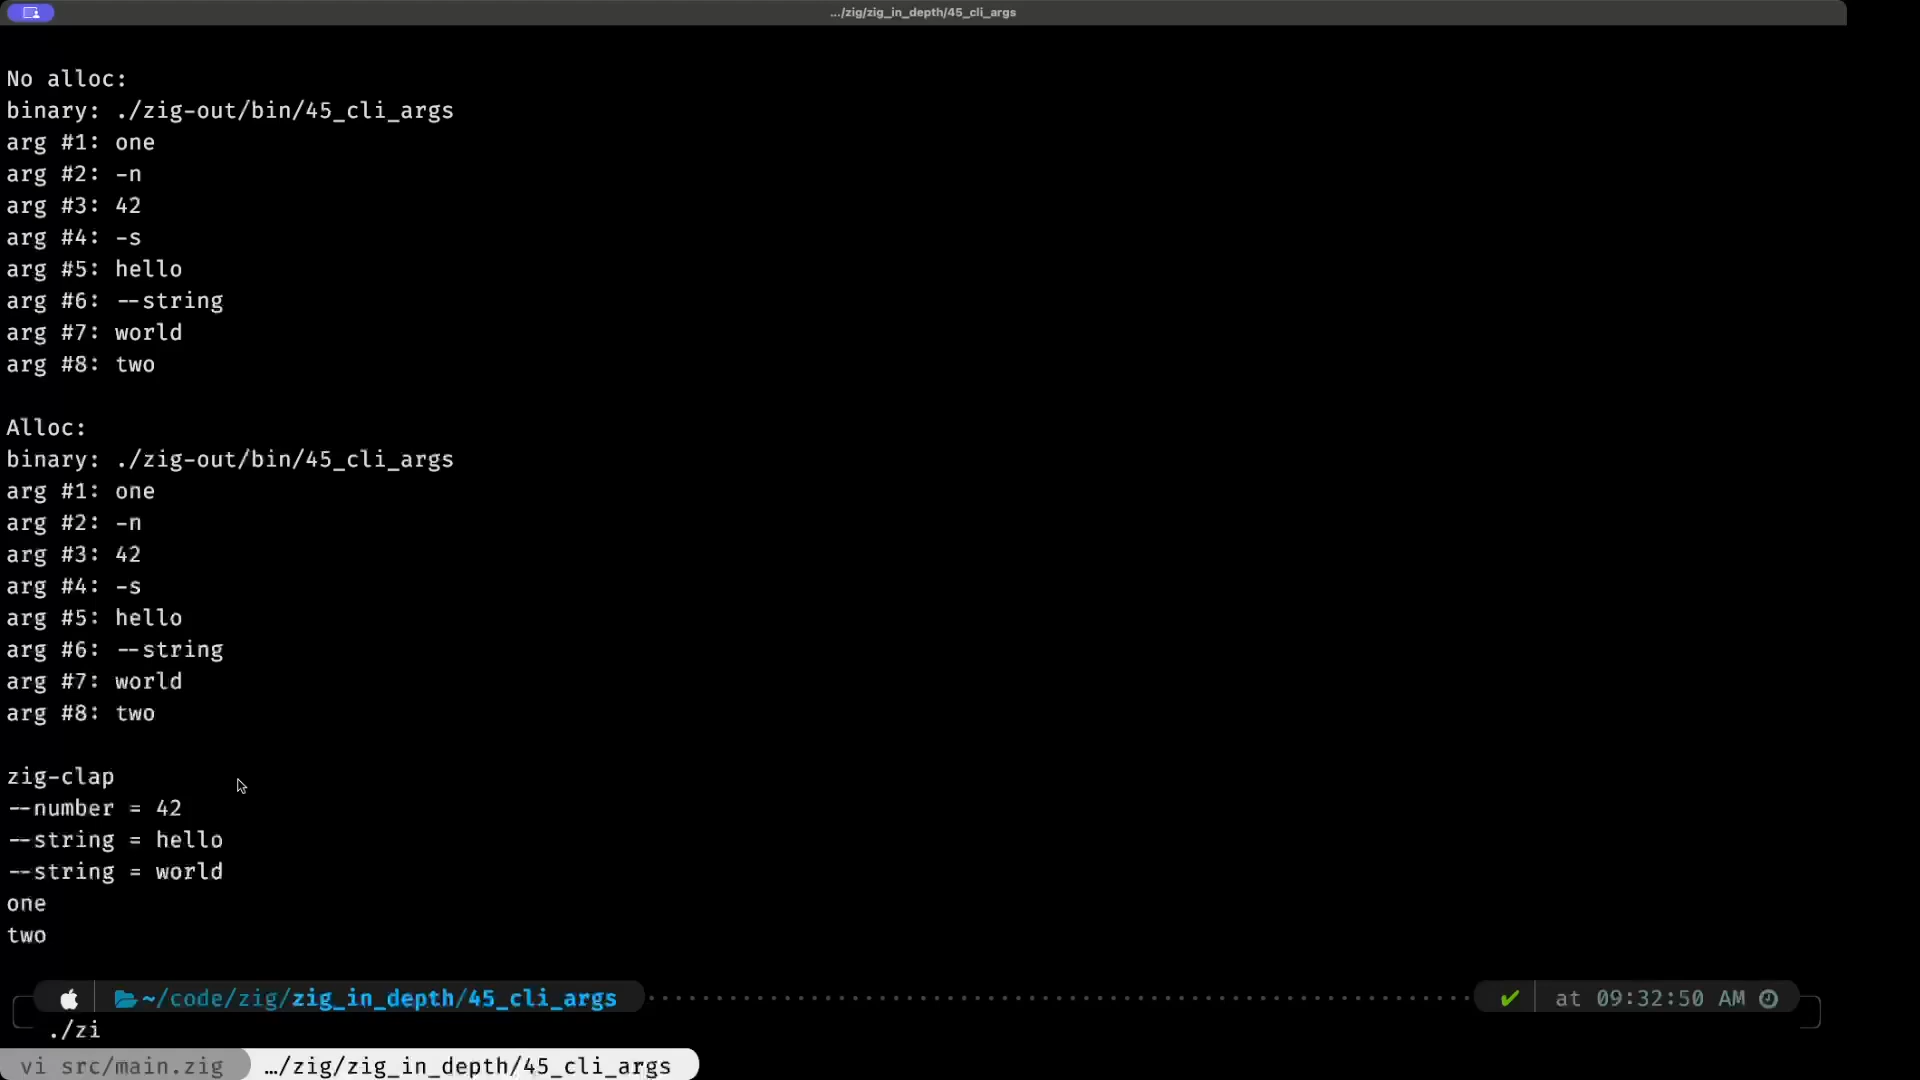 .../zig/zig_in_depth/45_cli_args
No alloc:
binary: ./zig-out/bin/45_cli_args
arg #1: one
arg #2: -n
arg #3: 42
arg #4: -s
arg #5: hello
arg #6: --string
arg #7: world
arg #8: two
Alloc:
binary: ./zig-out/bin/45_cli_args
arg #1: one
arg #2: -n
arg #3: 42
arg #4: -s
arg #5: hello
arg #6: --string
arg #7: world
arg #8: two
zig-clap
--number = 42
--string = hello
--string = world
one
two
~/code/zig/zig_in_depth/45_cli_args ✔ at 09:32:50 AM
./zi
vi src/main.zig …/zig/zig_in_depth/45_cli_args